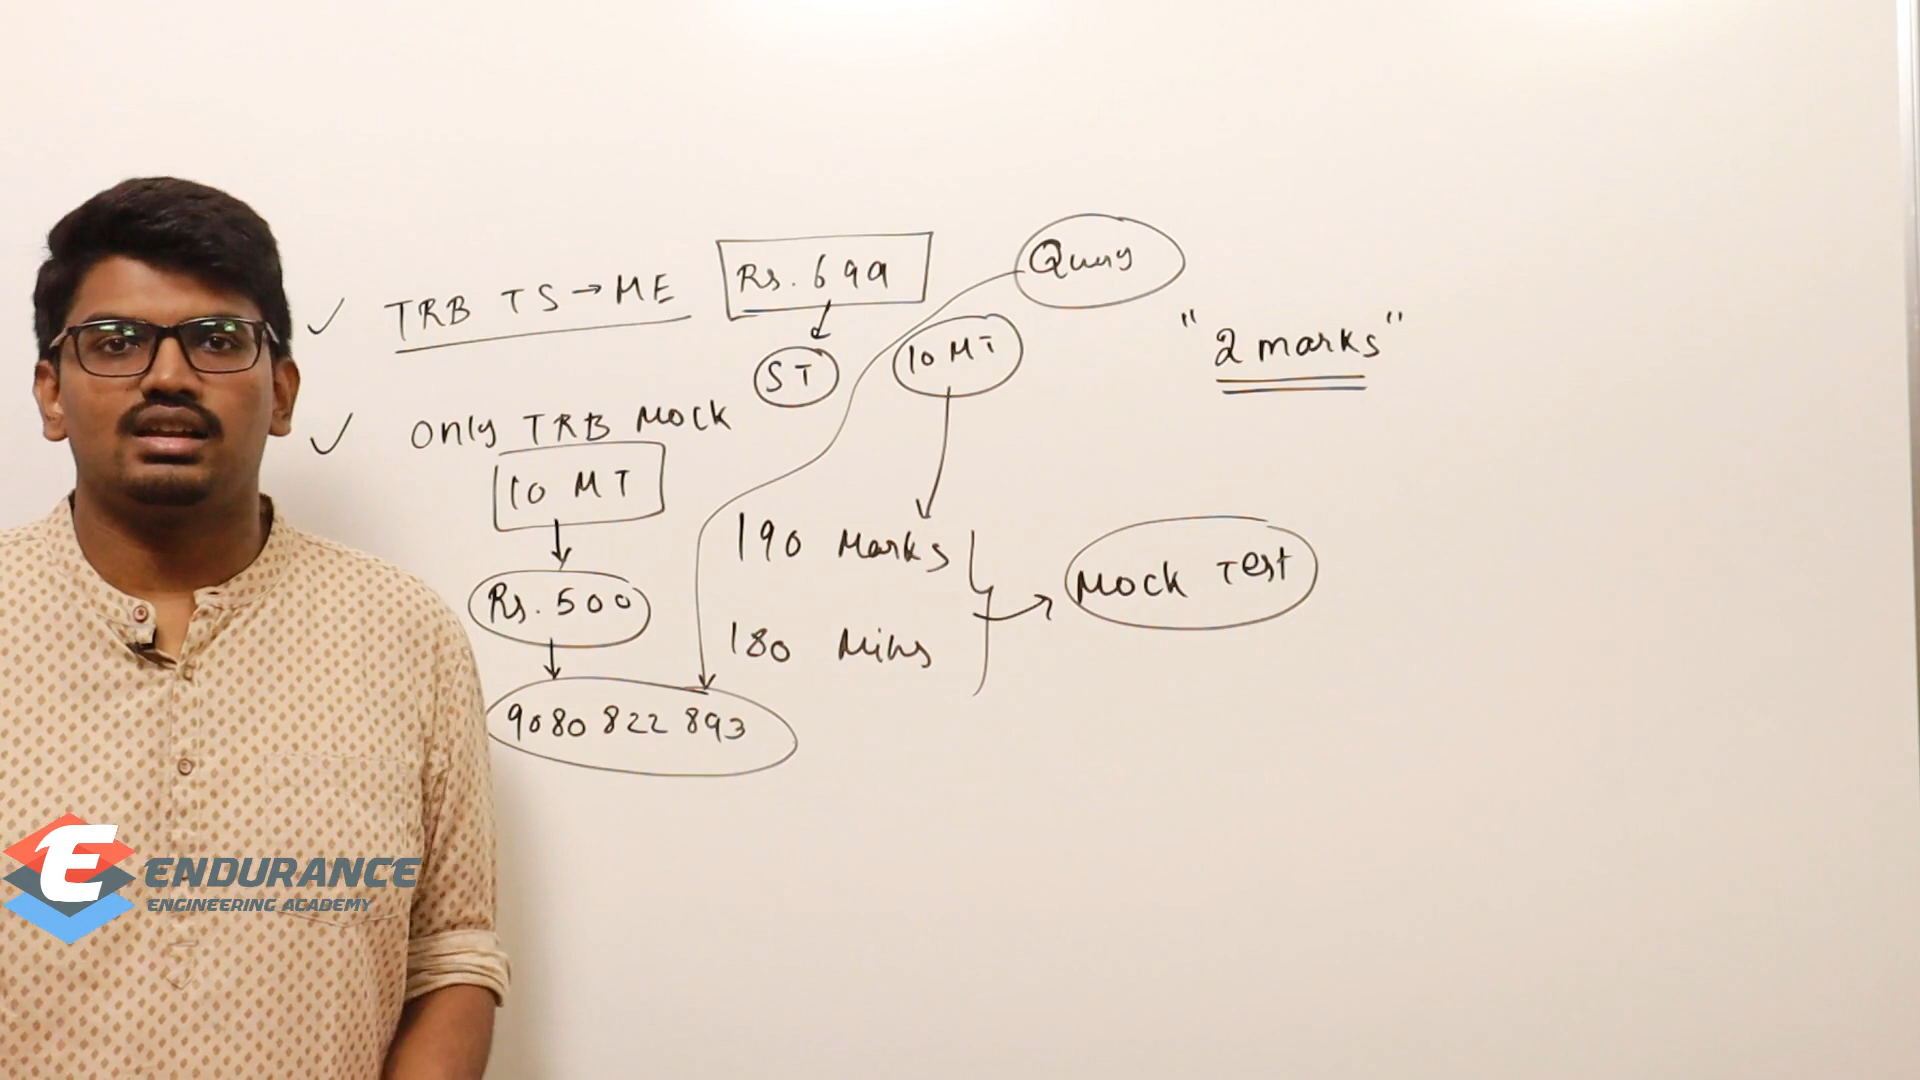 TRB TS → ME
Rs. 699
Query
ST
10 MT
" 2 marks "
Only TRB Mock
10 MT
Rs. 500
190 Marks
180 Mins
Mock Test
9080 822 893
ENDURANCE
ENGINEERING ACADEMY